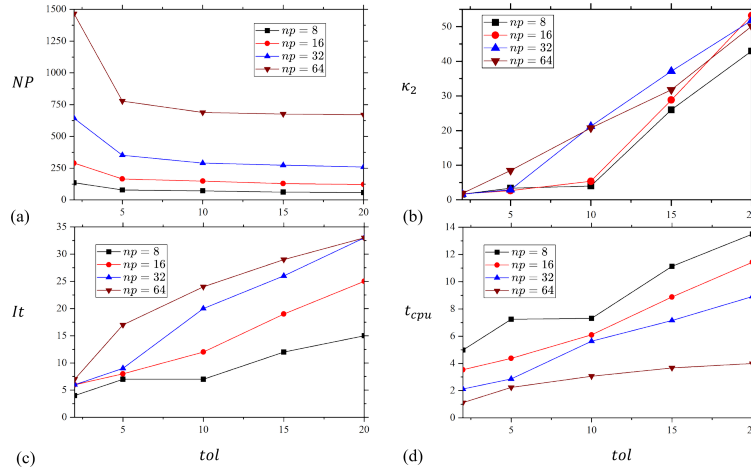 1500
1250
1000
750
500
250
0
NP
np = 8
np = 16
np = 32
np = 64
5
10
15
20
(a)
50
40
30
20
10
0
κ₂
np = 8
np = 16
np = 32
np = 64
5
10
15
20
(b)
35
30
25
20
15
10
5
0
It
np = 8
np = 16
np = 32
np = 64
5
10
15
20
(c)
tol
14
12
10
8
6
4
2
0
t_cpu
np = 8
np = 16
np = 32
np = 64
5
10
15
20
(d)
tol